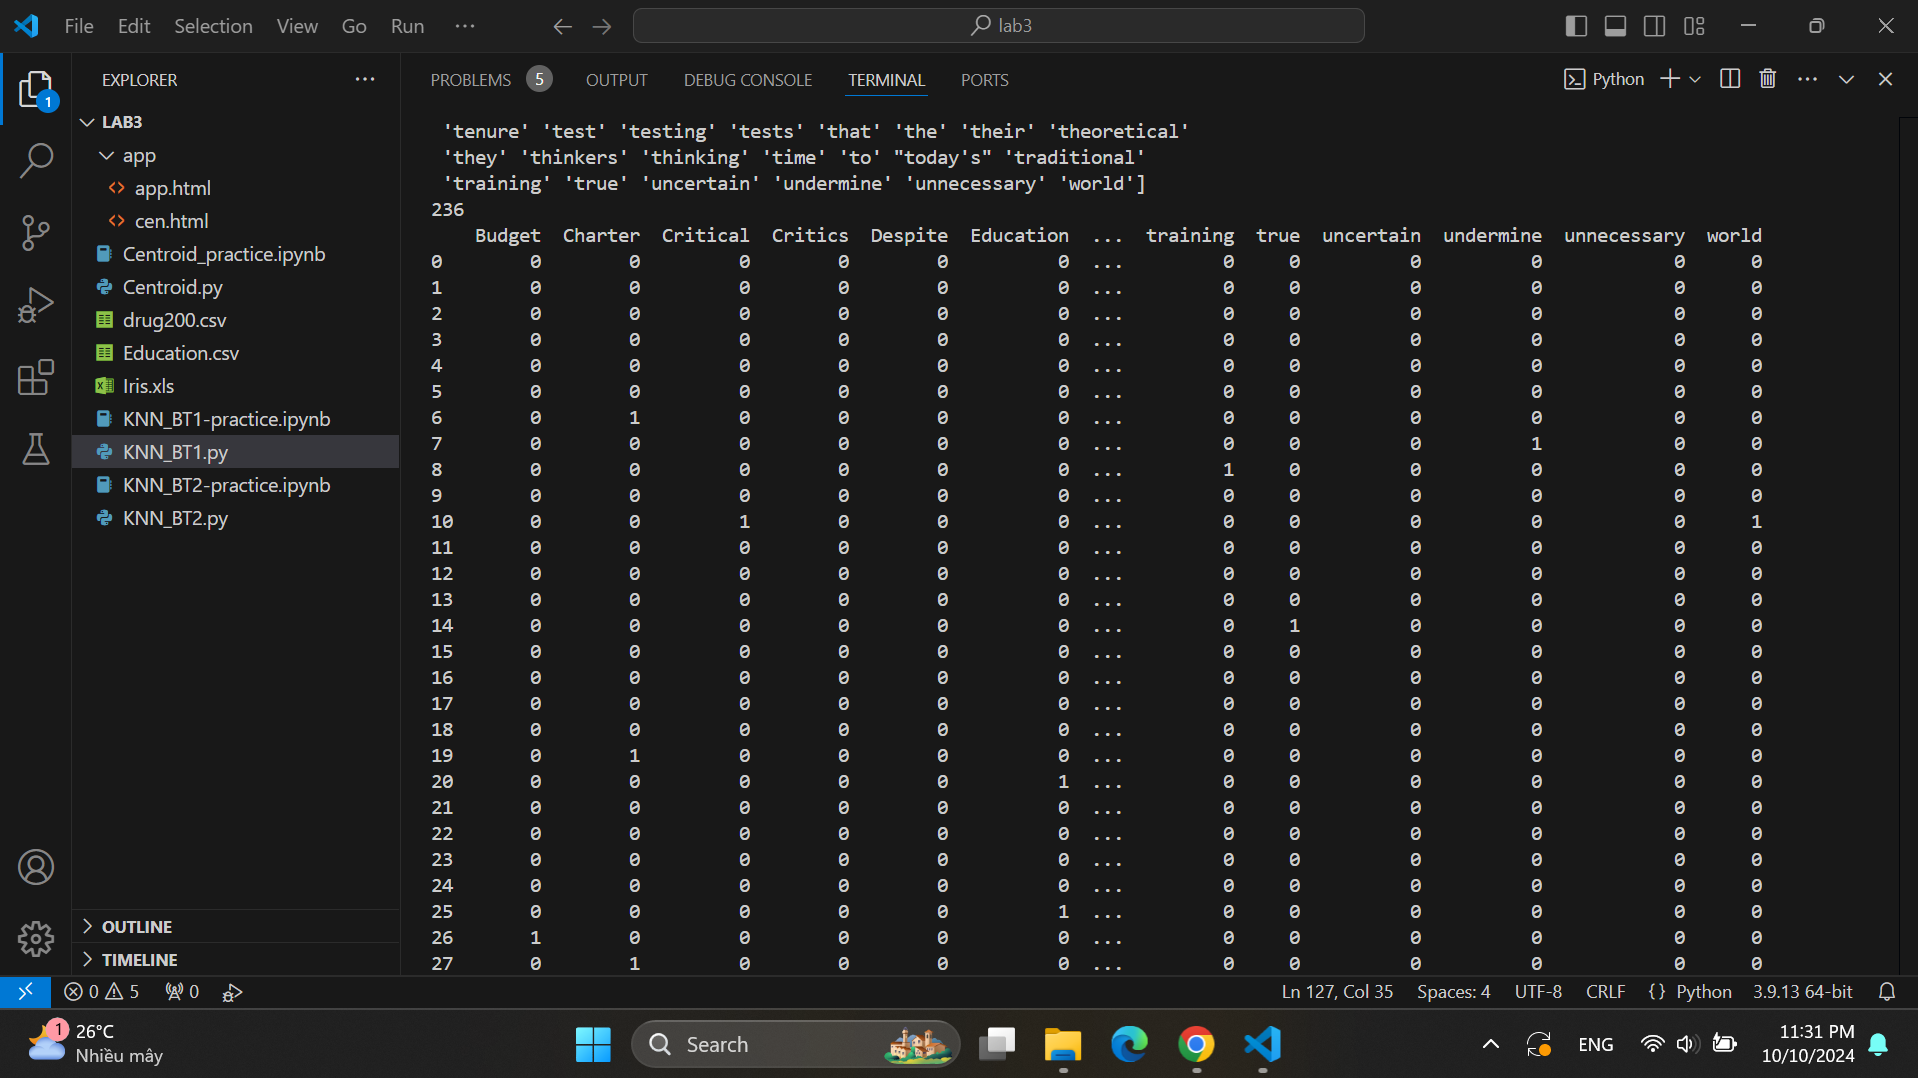 File Edit Selection View Go Run ...
lab3
EXPLORER
PROBLEMS 5 OUTPUT DEBUG CONSOLE TERMINAL PORTS
Python
1
LAB3
app
app.html
cen.html
Centroid_practice.ipynb
Centroid.py
drug200.csv
Education.csv
Iris.xls
KNN_BT1-practice.ipynb
KNN_BT1.py
KNN_BT2-practice.ipynb
KNN_BT2.py
OUTLINE
TIMELINE
'tenure' 'test' 'testing' 'tests' 'that' 'the' 'their' 'theoretical'
'they' 'thinkers' 'thinking' 'time' 'to' "today's" 'traditional'
'training' 'true' 'uncertain' 'undermine' 'unnecessary' 'world']
236
Budget Charter Critical Critics Despite Education ... training true uncertain undermine unnecessary world
0 0 0 0 0 0 0 ... 0 0 0 0 0 0
1 0 0 0 0 0 0 ... 0 0 0 0 0 0
2 0 0 0 0 0 0 ... 0 0 0 0 0 0
3 0 0 0 0 0 0 ... 0 0 0 0 0 0
4 0 0 0 0 0 0 ... 0 0 0 0 0 0
5 0 0 0 0 0 0 ... 0 0 0 0 0 0
6 0 1 0 0 0 0 ... 0 0 0 0 0 0
7 0 0 0 0 0 0 ... 0 0 0 1 0 0
8 0 0 0 0 0 0 ... 1 0 0 0 0 0
9 0 0 0 0 0 0 ... 0 0 0 0 0 0
10 0 0 1 0 0 0 ... 0 0 0 0 0 1
11 0 0 0 0 0 0 ... 0 0 0 0 0 0
12 0 0 0 0 0 0 ... 0 0 0 0 0 0
13 0 0 0 0 0 0 ... 0 0 0 0 0 0
14 0 0 0 0 0 0 ... 0 1 0 0 0 0
15 0 0 0 0 0 0 ... 0 0 0 0 0 0
16 0 0 0 0 0 0 ... 0 0 0 0 0 0
17 0 0 0 0 0 0 ... 0 0 0 0 0 0
18 0 0 0 0 0 0 ... 0 0 0 0 0 0
19 0 1 0 0 0 0 ... 0 0 0 0 0 0
20 0 0 0 0 0 1 ... 0 0 0 0 0 0
21 0 0 0 0 0 0 ... 0 0 0 0 0 0
22 0 0 0 0 0 0 ... 0 0 0 0 0 0
23 0 0 0 0 0 0 ... 0 0 0 0 0 0
24 0 0 0 0 0 0 ... 0 0 0 0 0 0
25 0 0 0 0 0 1 ... 0 0 0 0 0 0
26 1 0 0 0 0 0 ... 0 0 0 0 0 0
27 0 1 0 0 0 0 ... 0 0 0 0 0 0
0 5 0 Ln 127, Col 35 Spaces: 4 UTF-8 CRLF {} Python 3.9.13 64-bit
1
26°C
Nhiều mây
Search
ENG
11:31 PM
10/10/2024